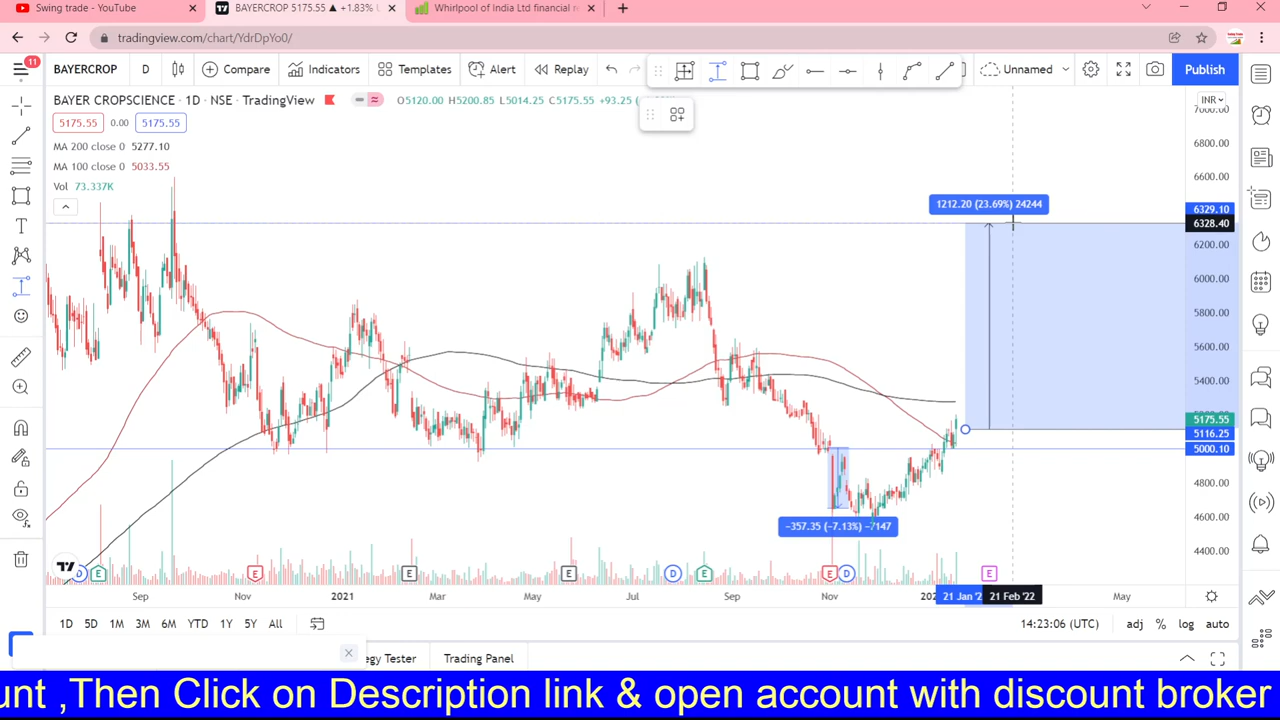 Swing trade - YouTube
BAYERCROP 5175.55 ▲ +1.83%
Whirlpool of India Ltd financial
tradingview.com/chart/YdrDpYo0/
11
BAYERCROP
D
Compare
Indicators
Templates
Alert
Replay
Unnamed
Publish
BAYER CROPSCIENCE · 1D · NSE · TradingView
O5120.00 H5200.85 L5014.25 C5175.55 +93.25
INR
5175.55 0.00 5175.55
MA 200 close 0 5277.10
MA 100 close 0 5033.55
Vol 73.337K
7000.00
6800.00
6600.00
6329.10
6328.40
6200.00
6000.00
5800.00
5600.00
5400.00
5175.55
5116.25
5000.10
4800.00
4600.00
4400.00
1212.20 (23.69%) 24244
−357.35 (−7.13%) −7147
D E E E E D E E D E
Sep Nov 2021 Mar May Jul Sep Nov 21 Jan '2 21 Feb '22 May
1D 5D 1M 3M 6M YTD 1Y 5Y All
14:23:06 (UTC) adj % log auto
egy Tester Trading Panel
unt ,Then Click on Description link & open account with discount broker